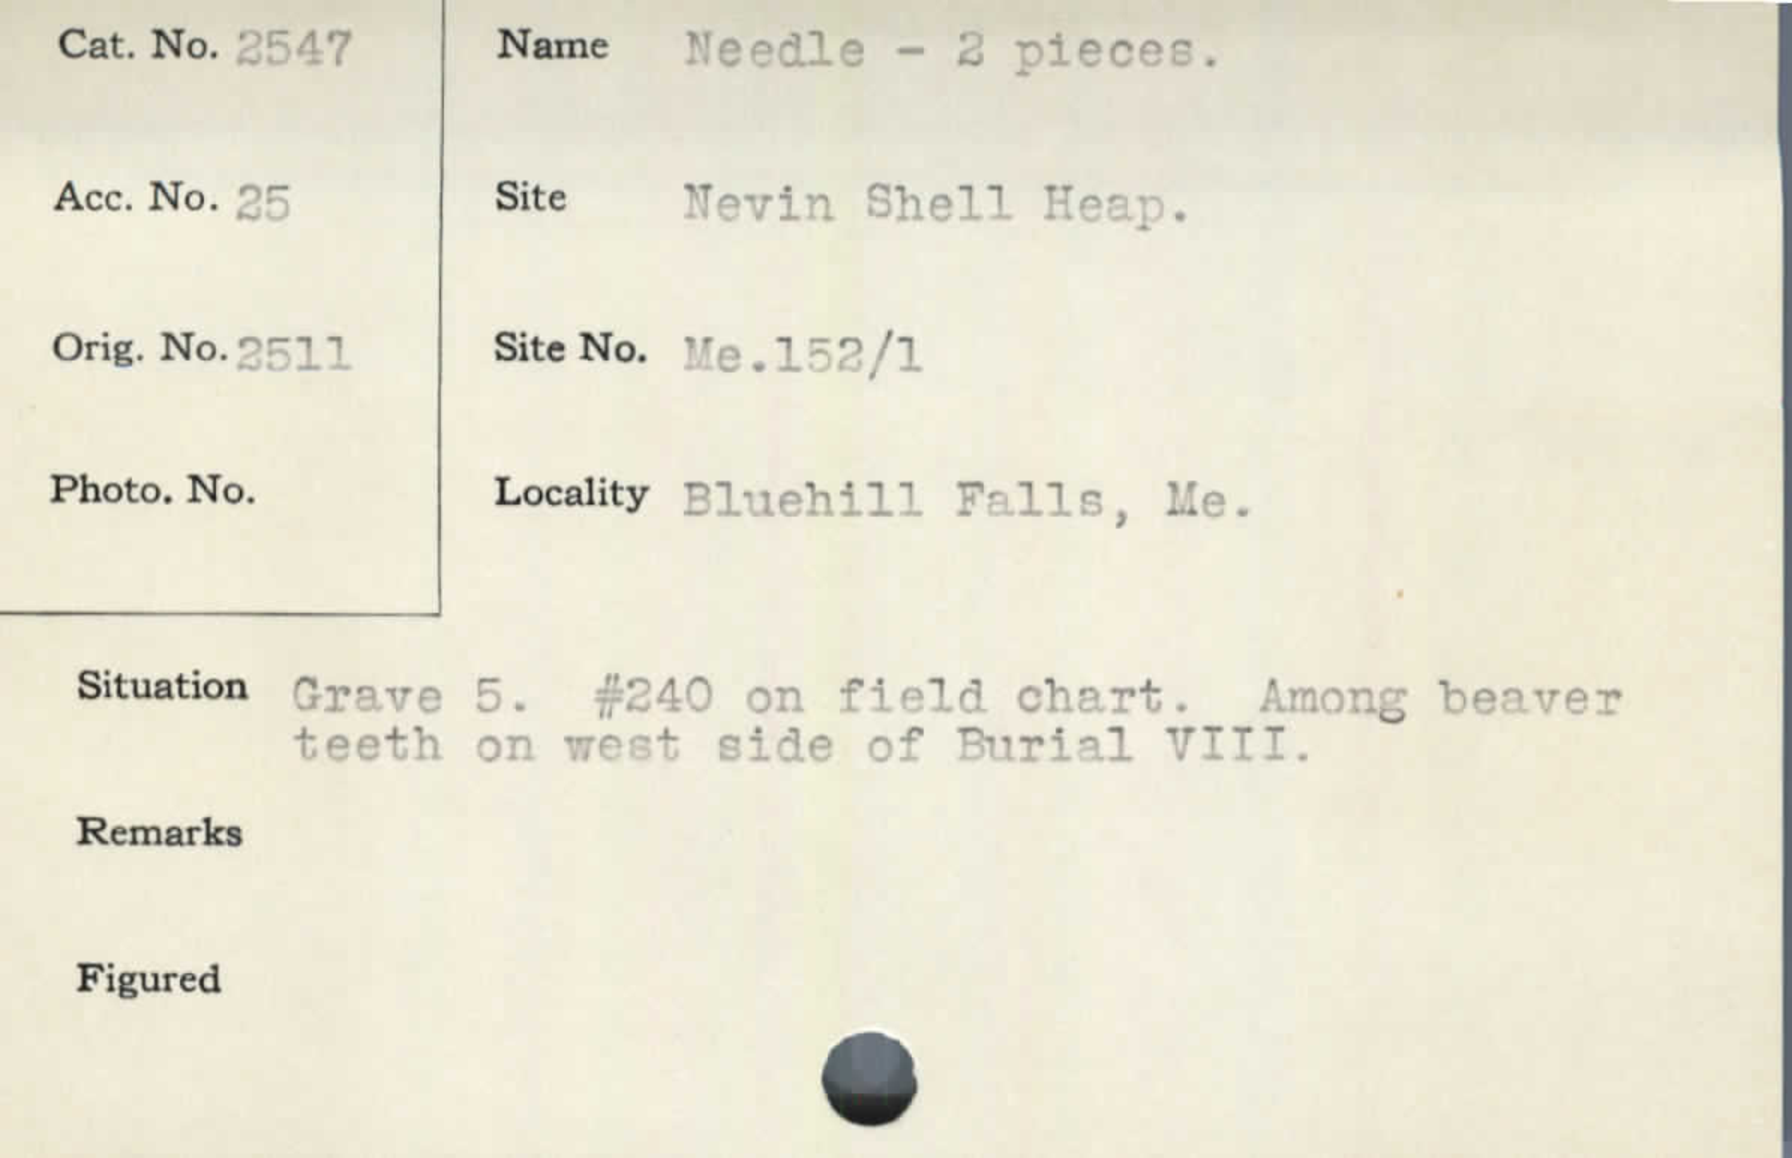 Cat. No. 2547
Name Needle - 2 pieces.
Acc. No. 25
Site Nevin Shell Heap.
Orig. No. 2511
Site No. Me.152/1
Photo. No.
Locality Bluehill Falls, Me.
Situation Grave 5. #240 on field chart. Among beaver
teeth on west side of Burial VIII.
Remarks
Figured